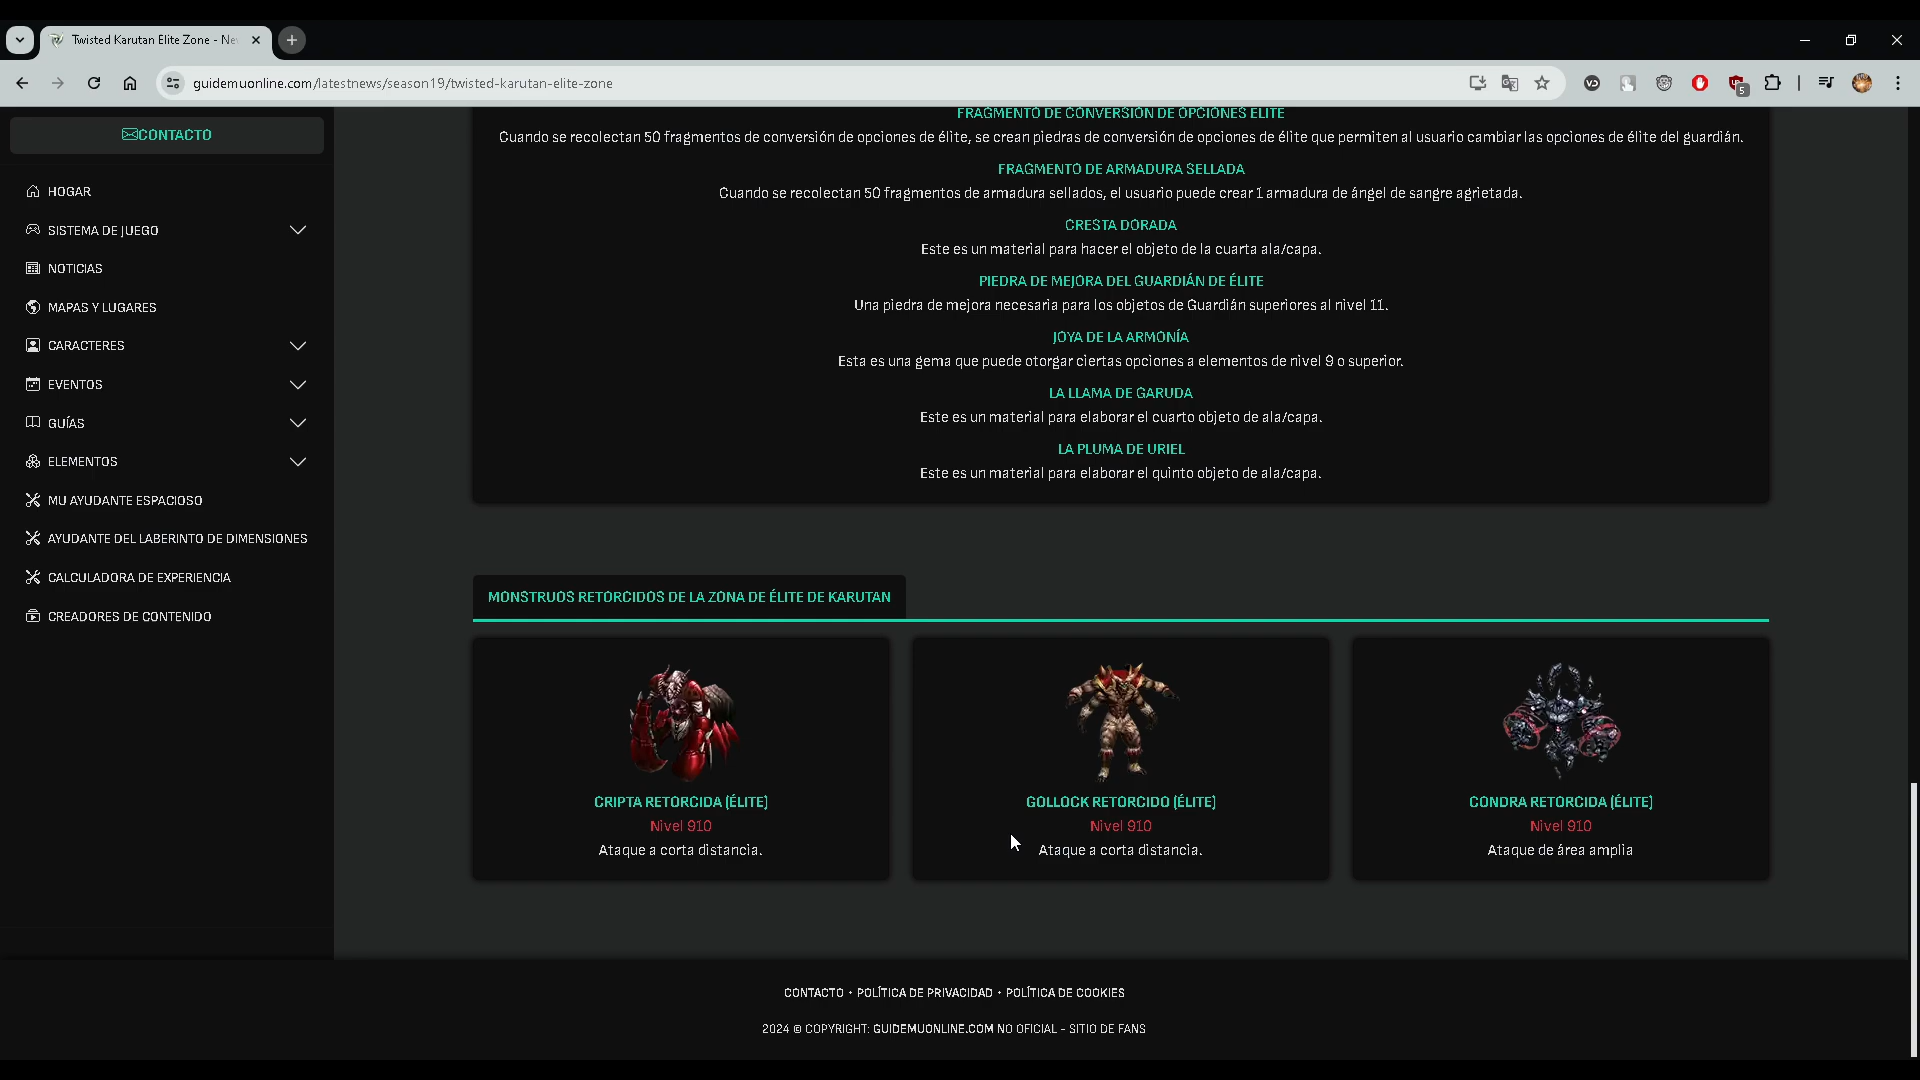 Twisted Karutan Elite Zone - Ne
guidemuonline.com/latestnews/season19/twisted-karutan-elite-zone
5
CONTACTO
HOGAR
SISTEMA DE JUEGO
NOTICIAS
MAPAS Y LUGARES
CARACTERES
EVENTOS
GUÍAS
ELEMENTOS
MU AYUDANTE ESPACIOSO
AYUDANTE DEL LABERINTO DE DIMENSIONES
CALCULADORA DE EXPERIENCIA
CREADORES DE CONTENIDO
FRAGMENTO DE CONVERSIÓN DE OPCIONES ELITE
Cuando se recolectan 50 fragmentos de conversión de opciones de élite, se crean piedras de conversión de opciones de élite que permiten al usuario cambiar las opciones de élite del guardián.
FRAGMENTO DE ARMADURA SELLADA
Cuando se recolectan 50 fragmentos de armadura sellados, el usuario puede crear 1 armadura de ángel de sangre agrietada.
CRESTA DORADA
Este es un material para hacer el objeto de la cuarta ala/capa.
PIEDRA DE MEJORA DEL GUARDIÁN DE ÉLITE
Una piedra de mejora necesaria para los objetos de Guardián superiores al nivel 11.
JOYA DE LA ARMONÍA
Esta es una gema que puede otorgar ciertas opciones a elementos de nivel 9 o superior.
LA LLAMA DE GARUDA
Este es un material para elaborar el cuarto objeto de ala/capa.
LA PLUMA DE URIEL
Este es un material para elaborar el quinto objeto de ala/capa.
MONSTRUOS RETORCIDOS DE LA ZONA DE ÉLITE DE KARUTAN
CRIPTA RETORCIDA (ÉLITE)
Nivel 910
Ataque a corta distancia.
GOLLOCK RETORCIDO (ÉLITE)
Nivel 910
Ataque a corta distancia.
CONDRA RETORCIDA (ÉLITE)
Nivel 910
Ataque de área amplia
CONTACTO • POLÍTICA DE PRIVACIDAD • POLÍTICA DE COOKIES
2024 © COPYRIGHT: GUIDEMUONLINE.COM NO OFICIAL - SITIO DE FANS